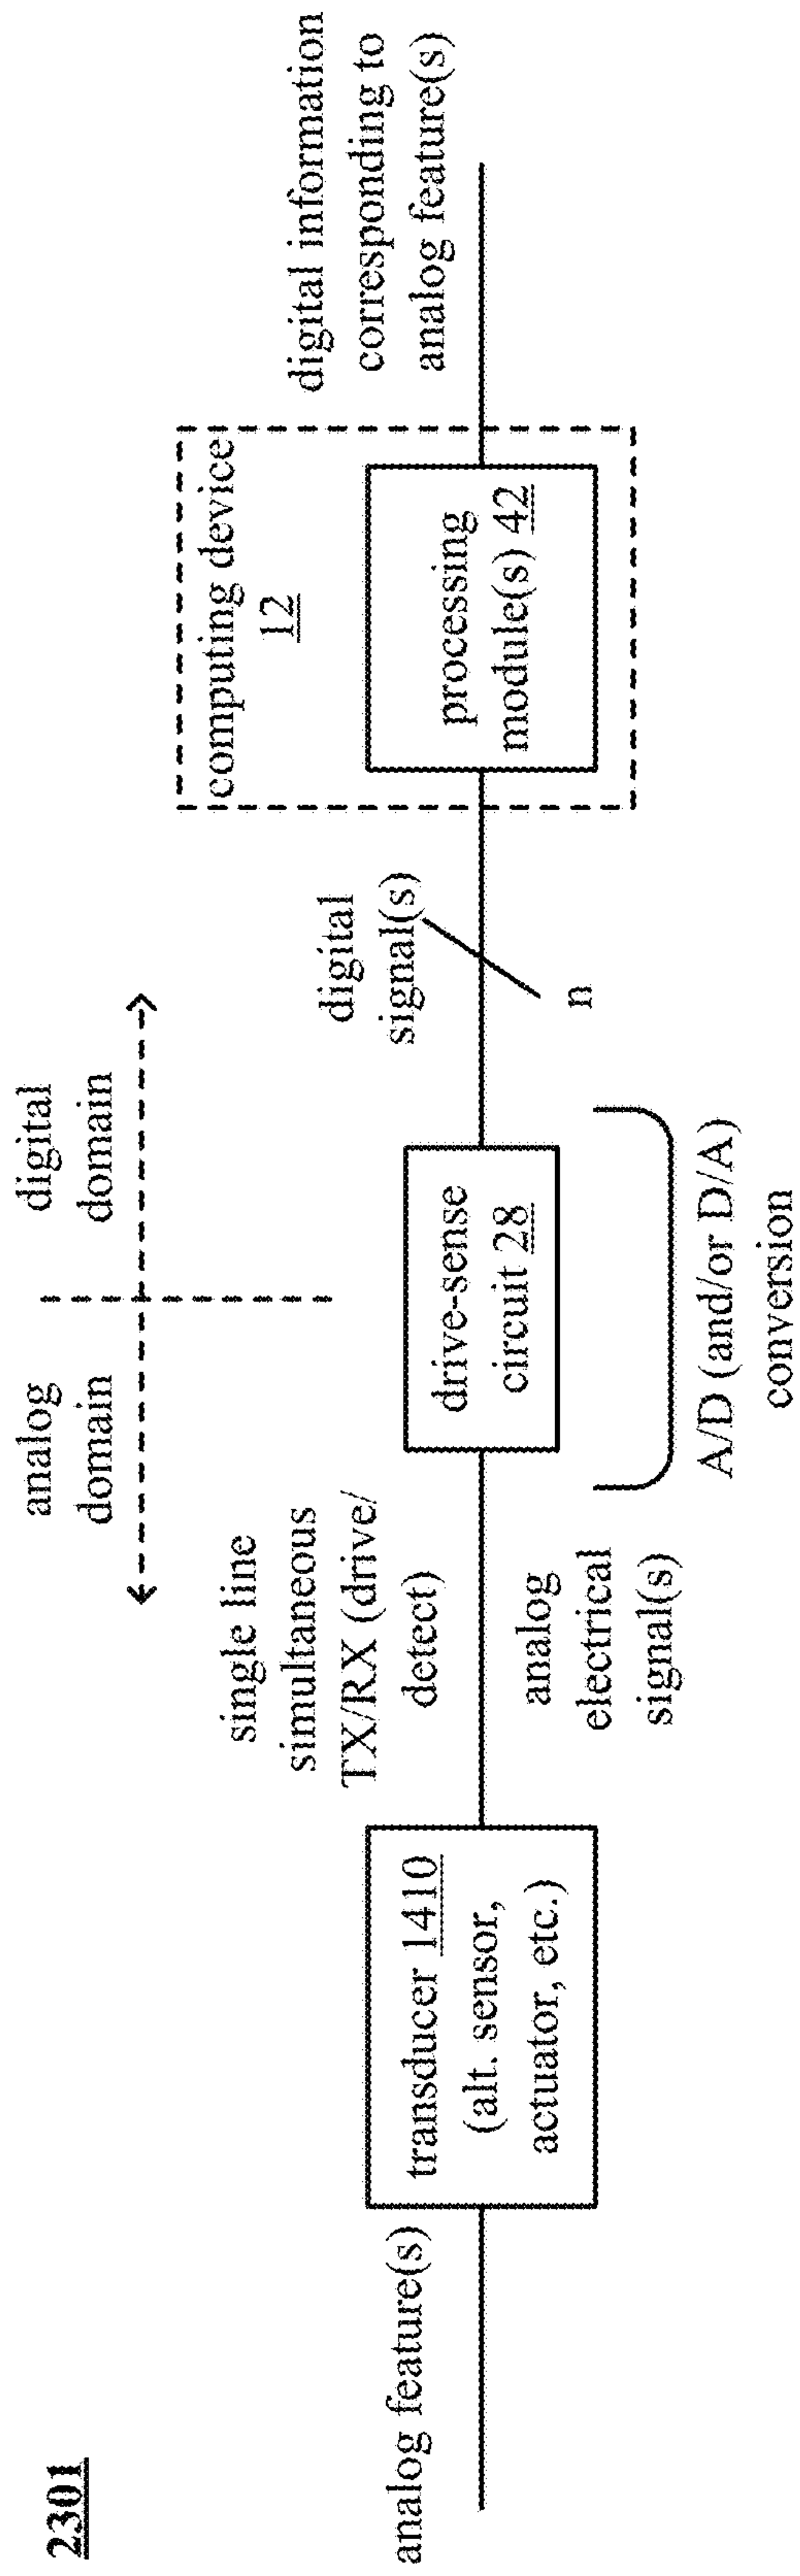 2301
analog
domain
digital
domain
analog feature(s)
transducer 1410
(alt. sensor,
actuator, etc.)
single line
simultaneous
TX/RX (drive/
detect)
analog
electrical
signal(s)
drive-sense
circuit 28
A/D (and/or D/A)
conversion
digital
signal(s)
n
computing device
12
processing
module(s) 42
digital information
corresponding to
analog feature(s)